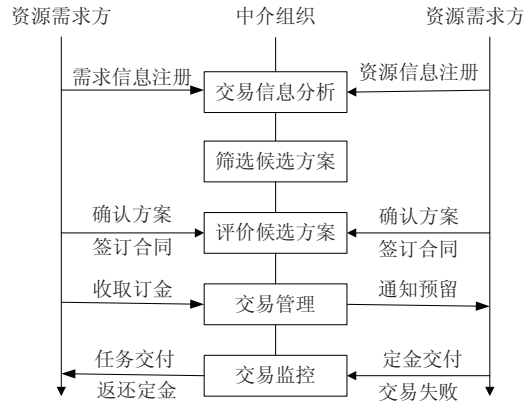 资源需求方 中介组织 资源需求方
需求信息注册 资源信息注册
交易信息分析
筛选候选方案
确认方案 确认方案
评价候选方案
签订合同 签订合同
收取订金 通知预留
交易管理
任务交付 定金交付
交易监控
返还定金 交易失败